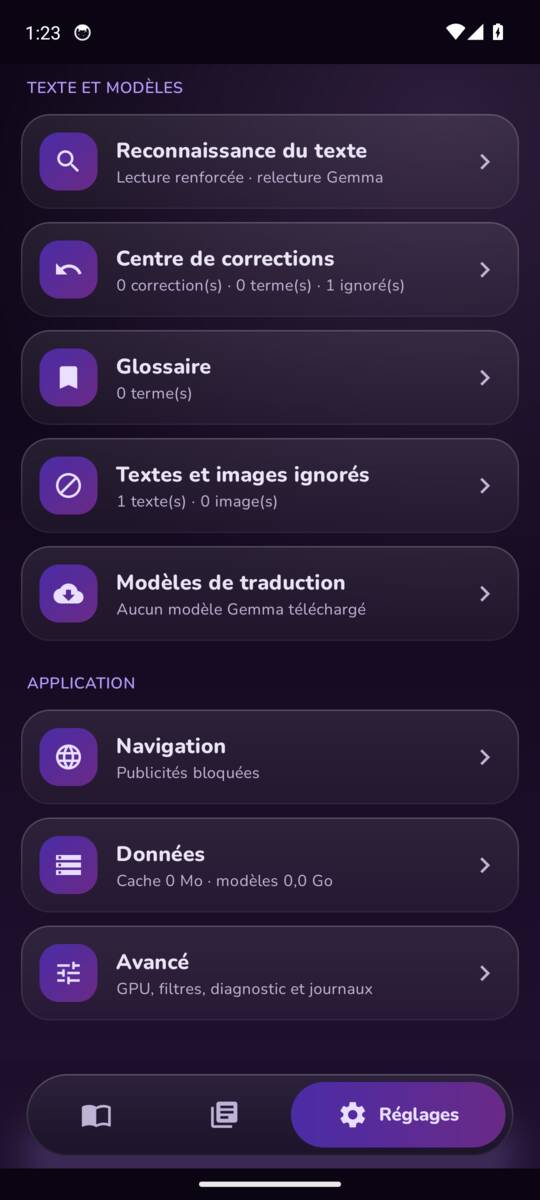 1:23
TEXTE ET MODÈLES
Reconnaissance du texte
Lecture renforcée · relecture Gemma
Centre de corrections
0 correction(s) · 0 terme(s) · 1 ignoré(s)
Glossaire
0 terme(s)
Textes et images ignorés
1 texte(s) · 0 image(s)
Modèles de traduction
Aucun modèle Gemma téléchargé
APPLICATION
Navigation
Publicités bloquées
Données
Cache 0 Mo · modèles 0,0 Go
Avancé
GPU, filtres, diagnostic et journaux
Réglages